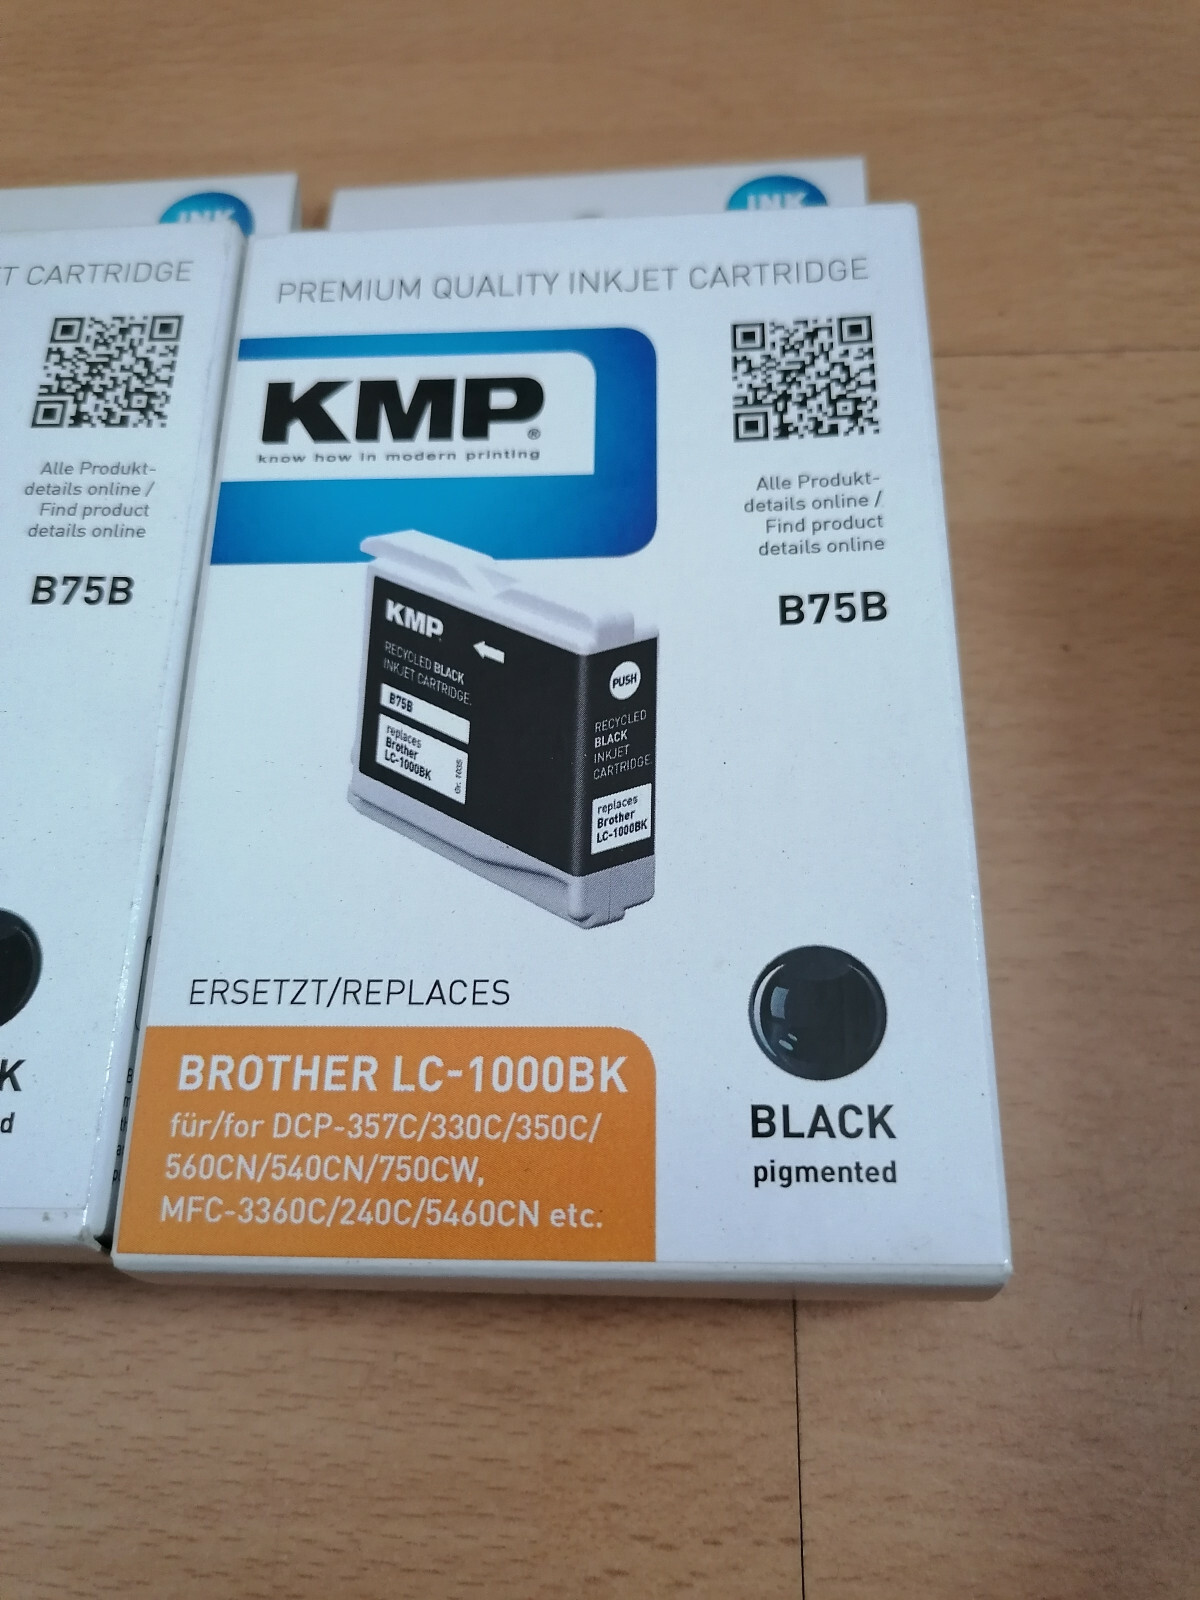 INK
T CARTRIDGE
Alle Produkt-
details online /
Find product
details online
B75B
K
d
INK
PREMIUM QUALITY INKJET CARTRIDGE
KMP®
know how in modern printing
Alle Produkt-
details online /
Find product
details online
B75B
KMP
RECYCLED BLACK
INKJET CARTRIDGE.
B75B
replaces
Brother
LC-1000BK
PUSH
RECYCLED
BLACK
INKJET
CARTRIDGE.
replaces
Brother
LC-1000BK
ERSETZT/REPLACES
BROTHER LC-1000BK
für/for DCP-357C/330C/350C/
560CN/540CN/750CW,
MFC-3360C/240C/5460CN etc.
BLACK
pigmented